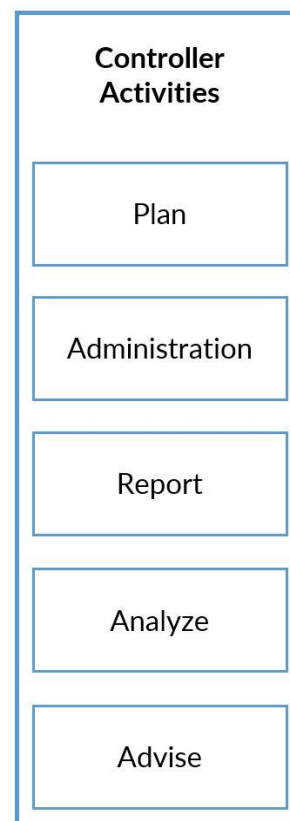 Controller
Activities
Plan
Administration
Report
Analyze
Advise